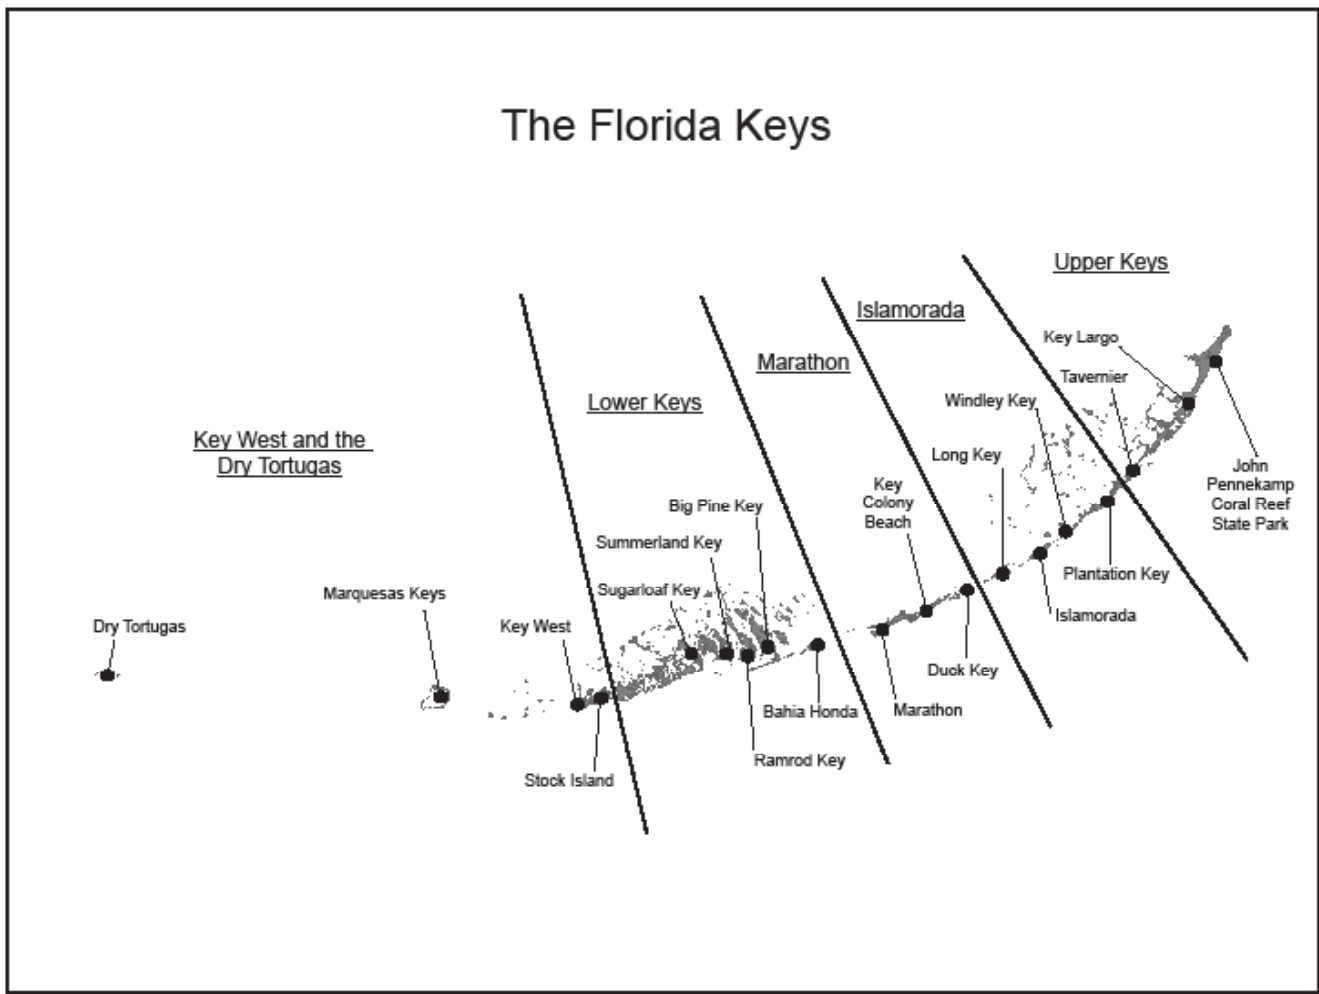 The Florida Keys
Upper Keys
Islamorada
Key Largo
Marathon
Tavernier
Windley Key
Lower Keys
Key West and the
Dry Tortugas
Long Key
John
Pennekamp
Coral Reef
State Park
Key
Colony
Beach
Big Pine Key
Summerland Key
Plantation Key
Sugarloaf Key
Marquesas Keys
Islamorada
Dry Tortugas
Key West
Duck Key
Bahia Honda
Marathon
Ramrod Key
Stock Island